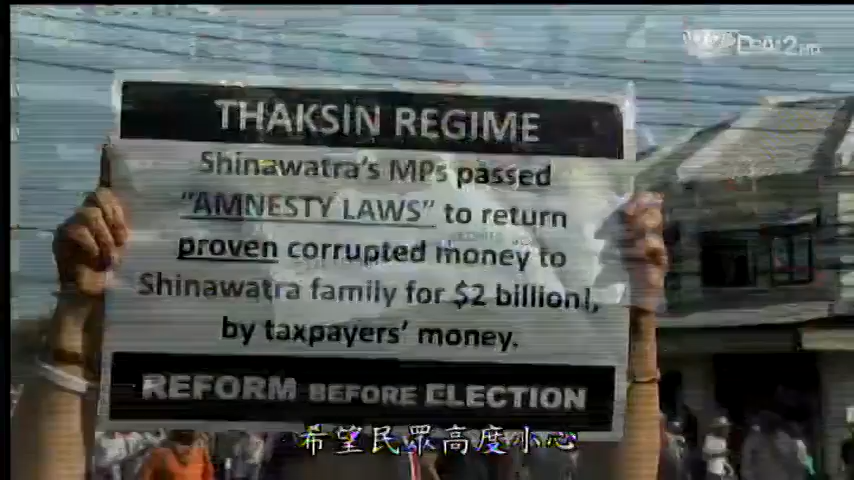 THAKSIN REGIME
Shinawatra's MPs passed
"AMNESTY LAWS" to return
proven corrupted money to
Shinawatra family for $2 billion!,
by taxpayers' money.
REFORM BEFORE ELECTION
希望民眾高度小心